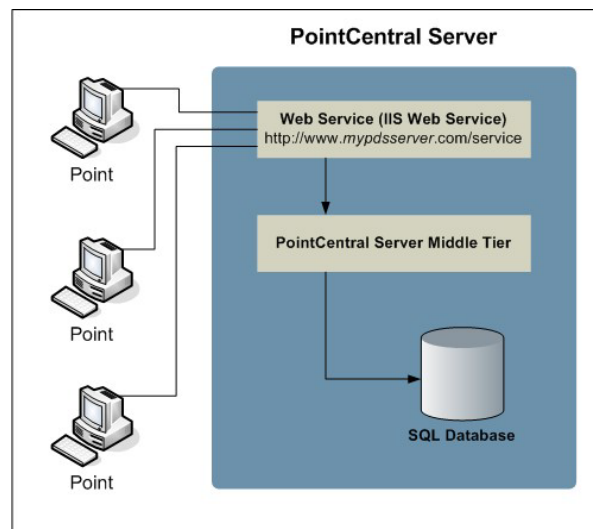 PointCentral Server
Web Service (IIS Web Service)
http://www.mypdsserver.com/service
Point
PointCentral Server Middle Tier
Point
SQL Database
Point